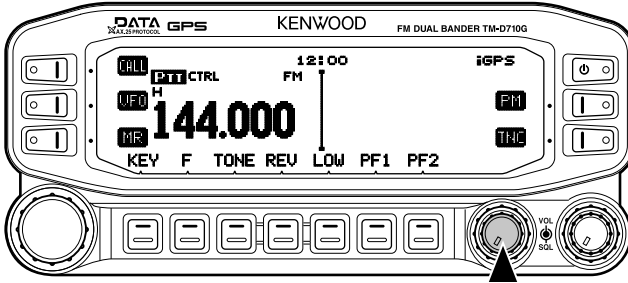 DATA GPS KENWOOD FM DUAL BANDER TM-D710G
AX.25 PROTOCOL
12:00 iGPS
CALL PTT CTRL FM
VFO H PM
144.000
MR TNC
KEY F TONE REV LOW PF1 PF2
VOL
SQL